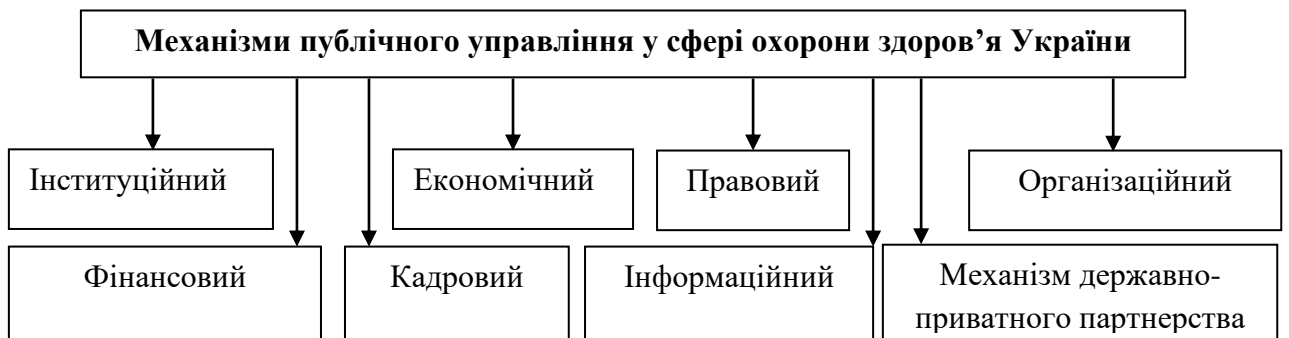 Механізми публічного управління у сфері охорони здоров’я України
Інституційний
Економічний
Правовий
Організаційний
Фінансовий
Кадровий
Інформаційний
Механізм державно-
приватного партнерства